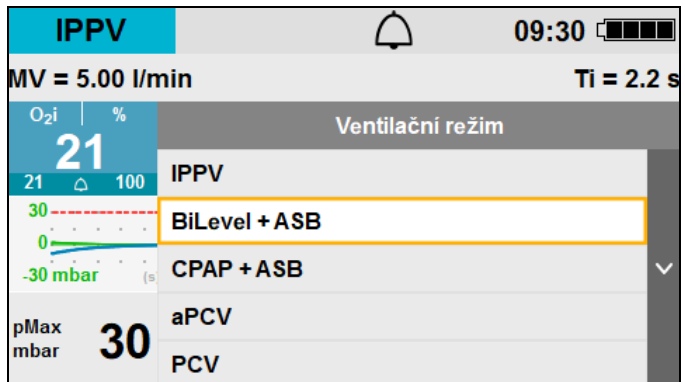 IPPV 09:30
MV = 5.00 l/min Ti = 2.2 s
O₂i % Ventilační režim
21
21 100
IPPV
30
BiLevel + ASB
0
CPAP + ASB
-30 mbar (s
aPCV
pMax
mbar 30
PCV